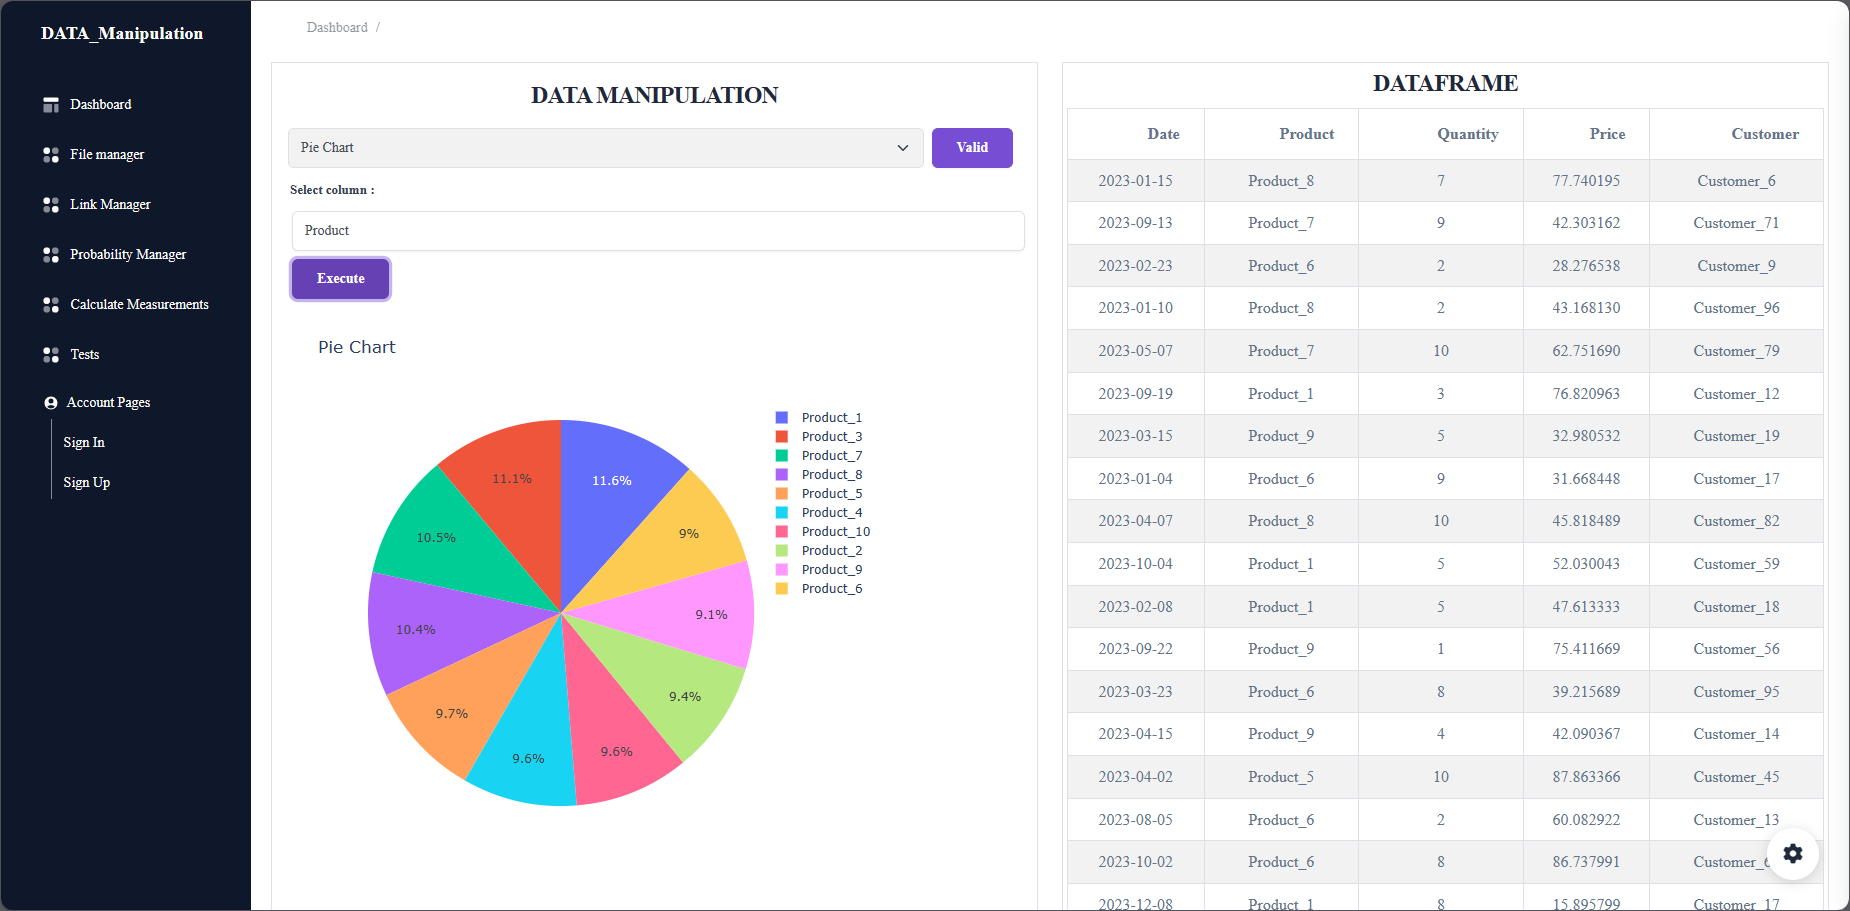 DATA_Manipulation
Dashboard
File manager
Link Manager
Probability Manager
Calculate Measurements
Tests
Account Pages
Sign In
Sign Up
Dashboard /
DATA MANIPULATION
Pie Chart
Valid
Select column :
Product
Execute
Pie Chart
11.1%
11.6%
10.5%
9%
10.4%
9.1%
9.7%
9.4%
9.6%
9.6%
Product_1
Product_3
Product_7
Product_8
Product_5
Product_4
Product_10
Product_2
Product_9
Product_6
DATAFRAME
Date Product Quantity Price Customer
2023-01-15 Product_8 7 77.740195 Customer_6
2023-09-13 Product_7 9 42.303162 Customer_71
2023-02-23 Product_6 2 28.276538 Customer_9
2023-01-10 Product_8 2 43.168130 Customer_96
2023-05-07 Product_7 10 62.751690 Customer_79
2023-09-19 Product_1 3 76.820963 Customer_12
2023-03-15 Product_9 5 32.980532 Customer_19
2023-01-04 Product_6 9 31.668448 Customer_17
2023-04-07 Product_8 10 45.818489 Customer_82
2023-10-04 Product_1 5 52.030043 Customer_59
2023-02-08 Product_1 5 47.613333 Customer_18
2023-09-22 Product_9 1 75.411669 Customer_56
2023-03-23 Product_6 8 39.215689 Customer_95
2023-04-15 Product_9 4 42.090367 Customer_14
2023-04-02 Product_5 10 87.863366 Customer_45
2023-08-05 Product_6 2 60.082922 Customer_13
2023-10-02 Product_6 8 86.737991
2023-12-08 Product_1 8 15.895799 Customer_17